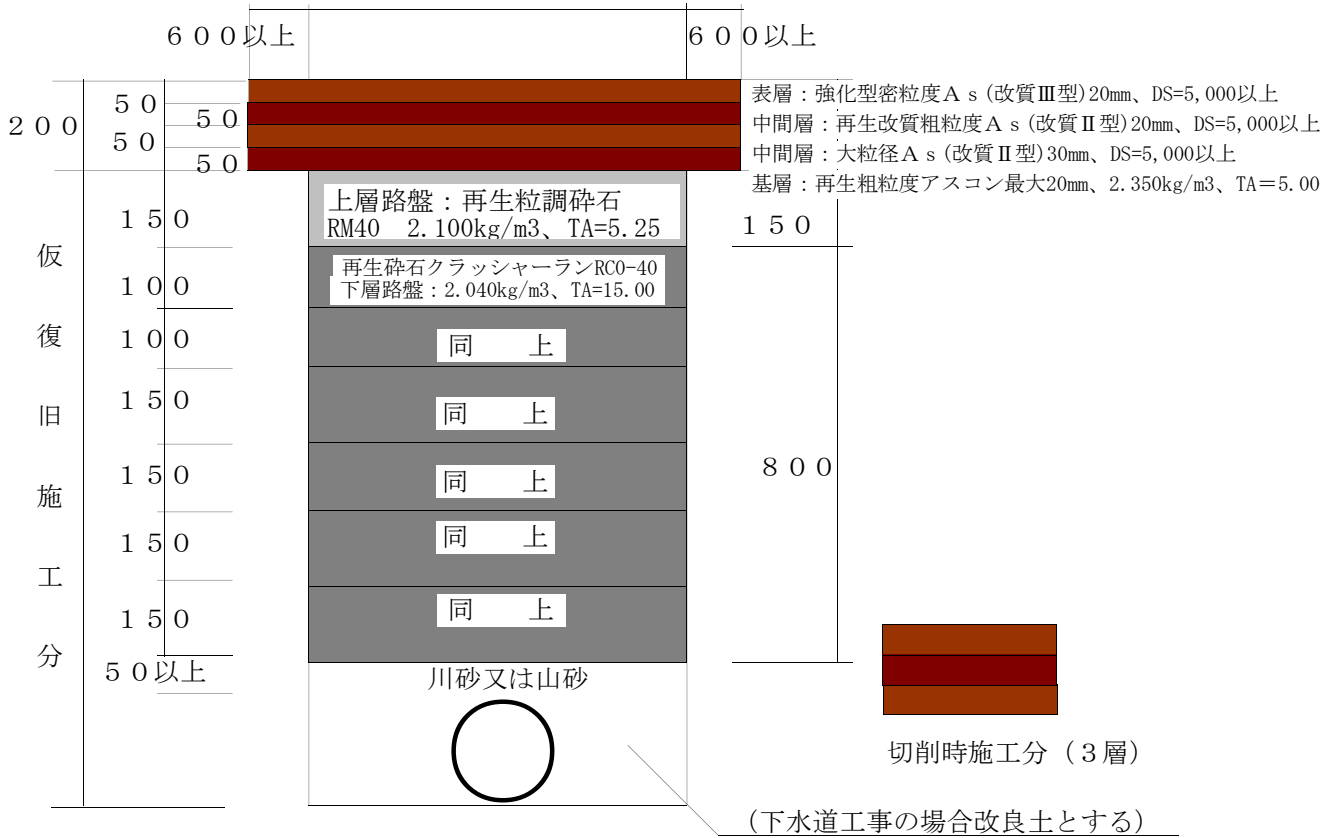 ６００以上
６００以上
２００
５０
５０
５０
５０
表層：強化型密粒度Ａｓ(改質Ⅲ型)20mm、DS=5,000以上
中間層：再生改質粗粒度Ａｓ(改質Ⅱ型)20mm、DS=5,000以上
中間層：大粒径Ａｓ(改質Ⅱ型)30mm、DS=5,000以上
基層：再生粗粒度アスコン最大20mm、2.350kg/m3、TA＝5.00
仮復旧施工分
１５０
上層路盤：再生粒調砕石
RM40　2.100kg/m3、TA=5.25
１５０
１００
再生砕石クラッシャーランRC0-40
下層路盤：2.040kg/m3、TA=15.00
１００
同　　上
１５０
同　　上
１５０
同　　上
８００
１５０
同　　上
１５０
同　　上
５０以上
川砂又は山砂
切削時施工分（３層）
（下水道工事の場合改良土とする）